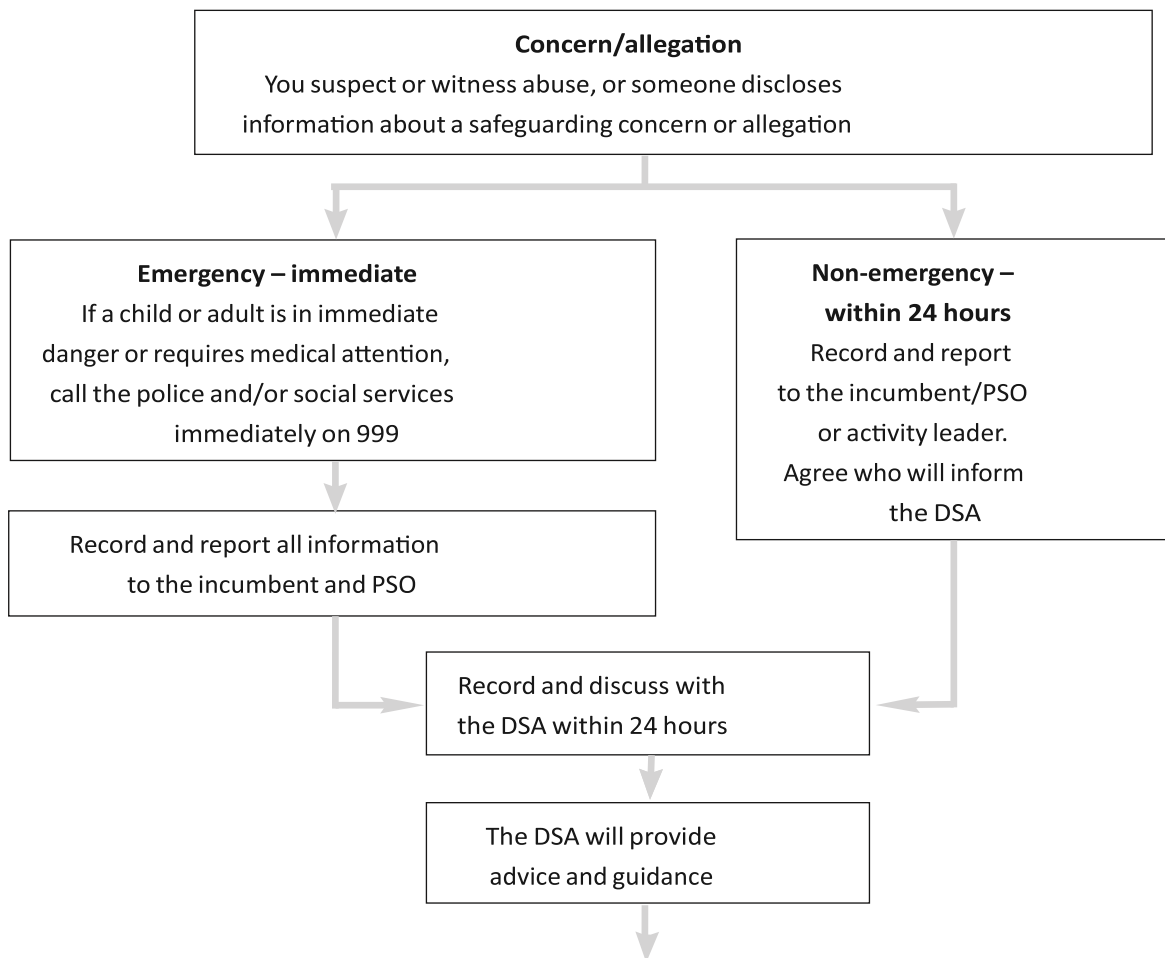 Concern/allegation
You suspect or witness abuse, or someone discloses
information about a safeguarding concern or allegation
Emergency – immediate
If a child or adult is in immediate
danger or requires medical attention,
call the police and/or social services
immediately on 999
Non-emergency –
within 24 hours
Record and report
to the incumbent/PSO
or activity leader.
Agree who will inform
the DSA
Record and report all information
to the incumbent and PSO
Record and discuss with
the DSA within 24 hours
The DSA will provide
advice and guidance